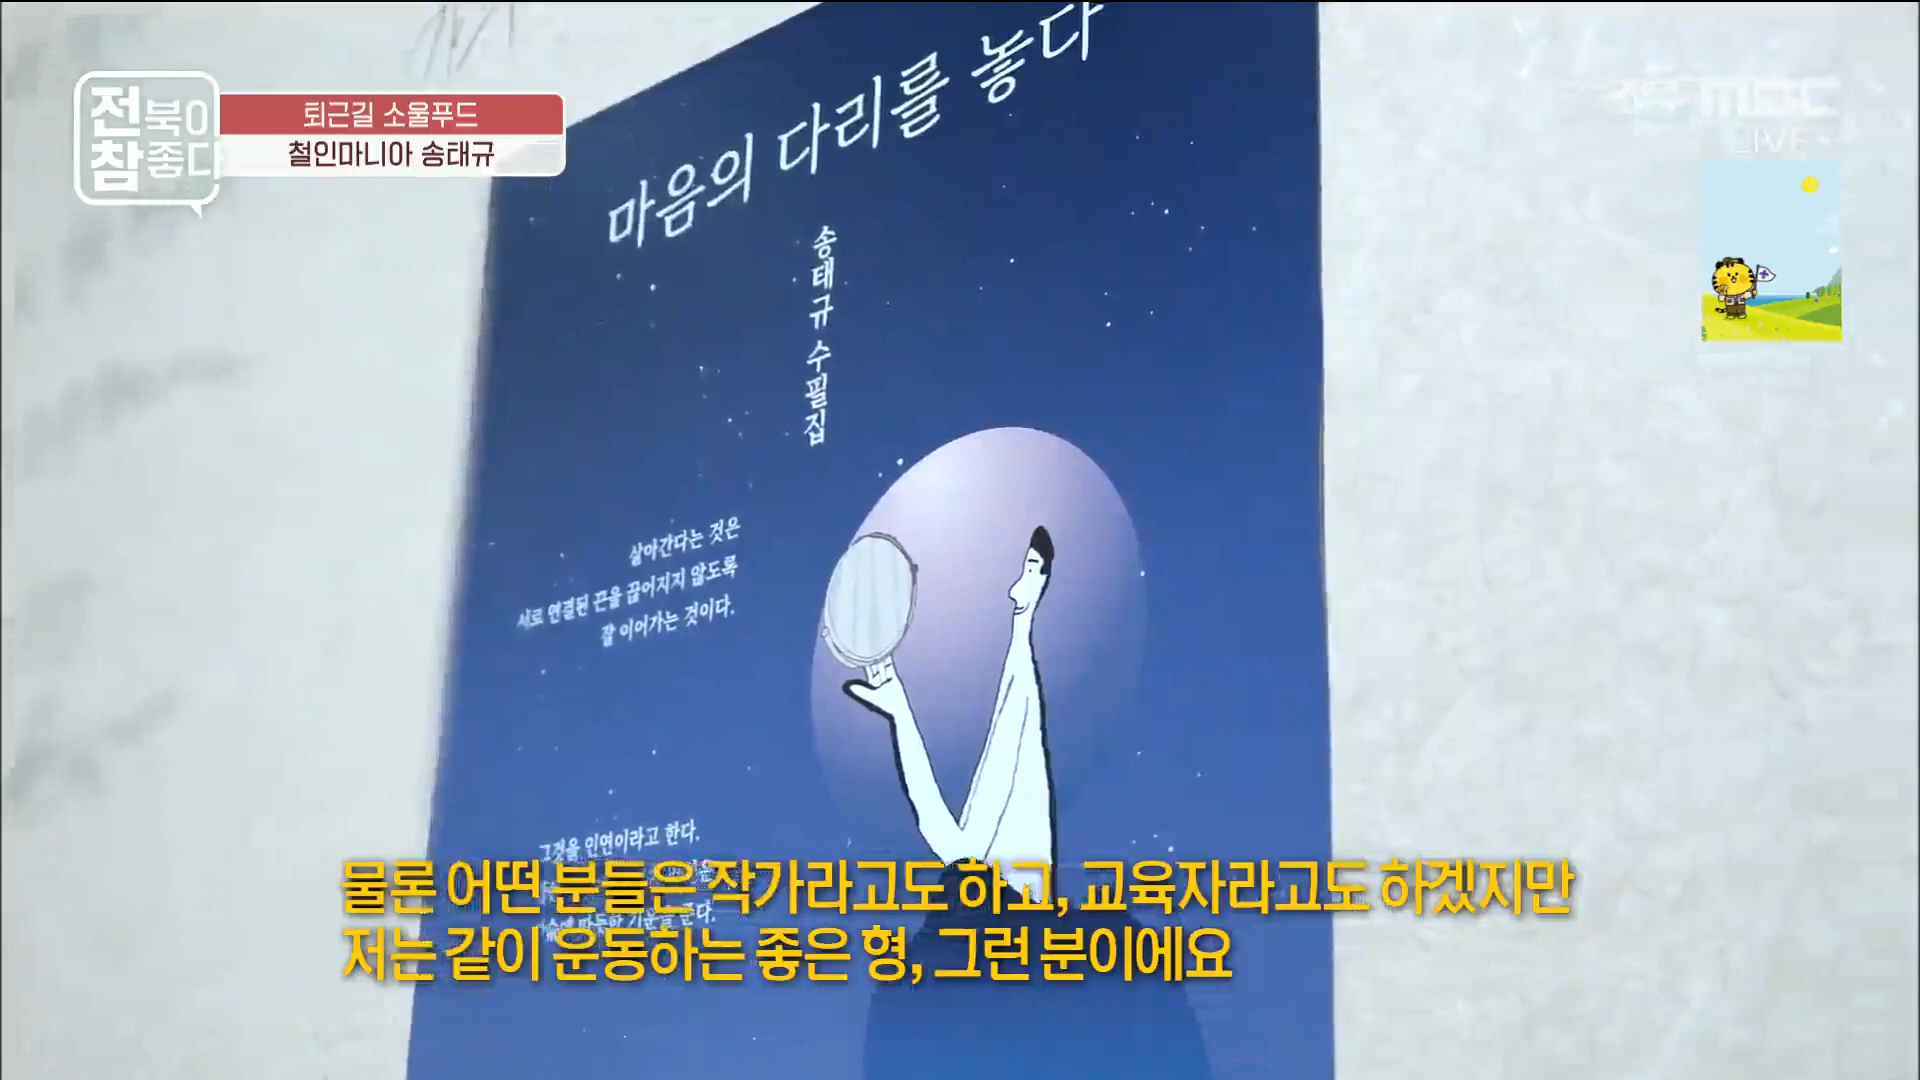 전북이
참좋다
퇴근길 소울푸드
철인마니아 송태규
전주 MBC
LIVE
마음의 다리를 놓다
송태규 수필집
살아간다는 것은
서로 연결된 끈을 끊어지지 않도록
잘 이어가는 것이다.
그것을 인연이라고 한다.
물론 어떤 분들은 작가라고도 하고, 교육자라고도 하겠지만
저는 같이 운동하는 좋은 형, 그런 분이에요